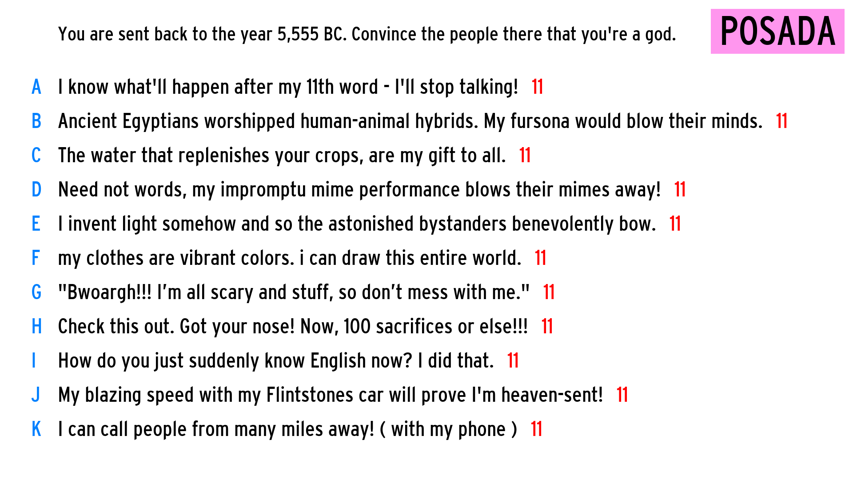 You are sent back to the year 5,555 BC. Convince the people there that you're a god. POSADA
A I know what'll happen after my 11th word - I'll stop talking! 11
B Ancient Egyptians worshipped human-animal hybrids. My fursona would blow their minds. 11
C The water that replenishes your crops, are my gift to all. 11
D Need not words, my impromptu mime performance blows their mimes away! 11
E I invent light somehow and so the astonished bystanders benevolently bow. 11
F my clothes are vibrant colors. i can draw this entire world. 11
G "Bwoargh!!! I’m all scary and stuff, so don’t mess with me." 11
H Check this out. Got your nose! Now, 100 sacrifices or else!!! 11
I How do you just suddenly know English now? I did that. 11
J My blazing speed with my Flintstones car will prove I'm heaven-sent! 11
K I can call people from many miles away! ( with my phone ) 11